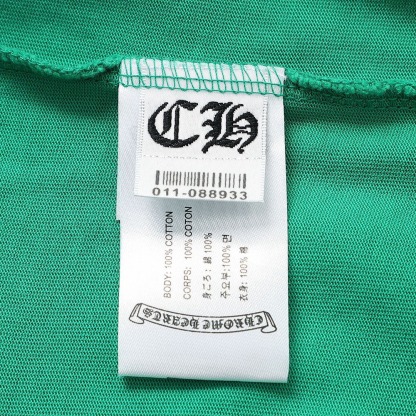 CH
011-088933
BODY: 100% COTTON
CORPS: 100% COTON
身ごろ: 綿 100%
주요부: 100% 면
衣身: 100% 棉
CHROME HEARTS